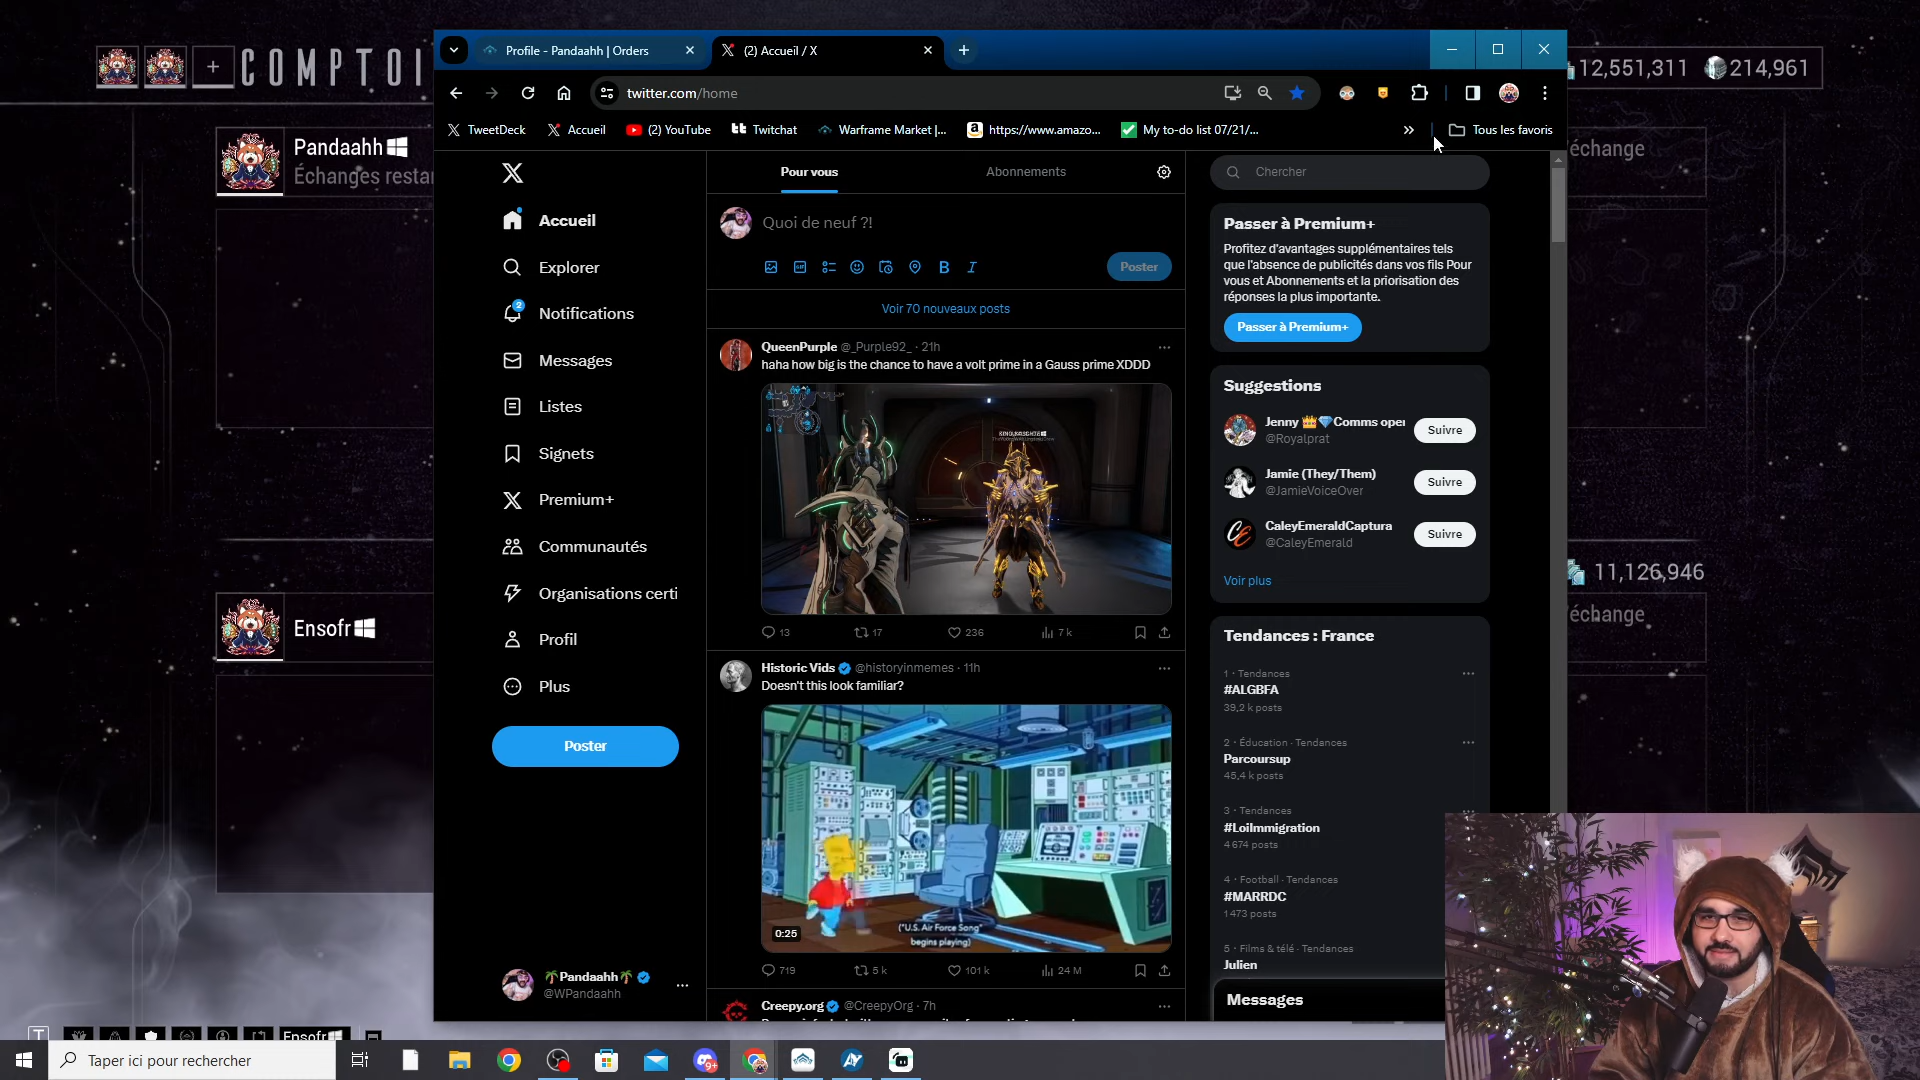 COMPTOI
12,551,311
214,961
Pandaahh
Échanges resta
échange
Ensofr
11,126,946
échange
Profile - Pandaahh | Orders
(2) Accueil / X
twitter.com/home
TweetDeck
Accueil
(2) YouTube
Twitchat
Warframe Market |...
https://www.amazo...
My to-do list 07/21/...
Tous les favoris
Accueil
Explorer
2
Notifications
Messages
Listes
Signets
Premium+
Communautés
Organisations certi
Profil
Plus
Poster
Pandaahh
@WPandaahh
Pour vous
Abonnements
Quoi de neuf ?!
GIF
B I
Poster
Voir 70 nouveaux posts
QueenPurple @_Purple92_ · 21h
haha how big is the chance to have a volt prime in a Gauss prime XDDD
13
17
236
7 k
Historic Vids @historyinmemes · 11h
Doesn't this look familiar?
0:25
("U.S. Air Force Song"
begins playing)
719
5 k
101 k
24 M
Creepy.org @CreepyOrg · 7h
Chercher
Passer à Premium+
Profitez d'avantages supplémentaires tels
que l'absence de publicités dans vos fils Pour
vous et Abonnements et la priorisation des
réponses la plus importante.
Passer à Premium+
Suggestions
Jenny 👑💎Comms oper
@Royalprat
Suivre
Jamie (They/Them)
@JamieVoiceOver
Suivre
CaleyEmeraldCaptura
@CaleyEmerald
Suivre
Voir plus
Tendances : France
1 · Tendances
#ALGBFA
39,2 k posts
2 · Éducation · Tendances
Parcoursup
45,4 k posts
3 · Tendances
#LoiImmigration
4 674 posts
4 · Football · Tendances
#MARRDC
1 473 posts
5 · Films & télé · Tendances
Julien
Messages
T
Ensofr
Taper ici pour rechercher
9+